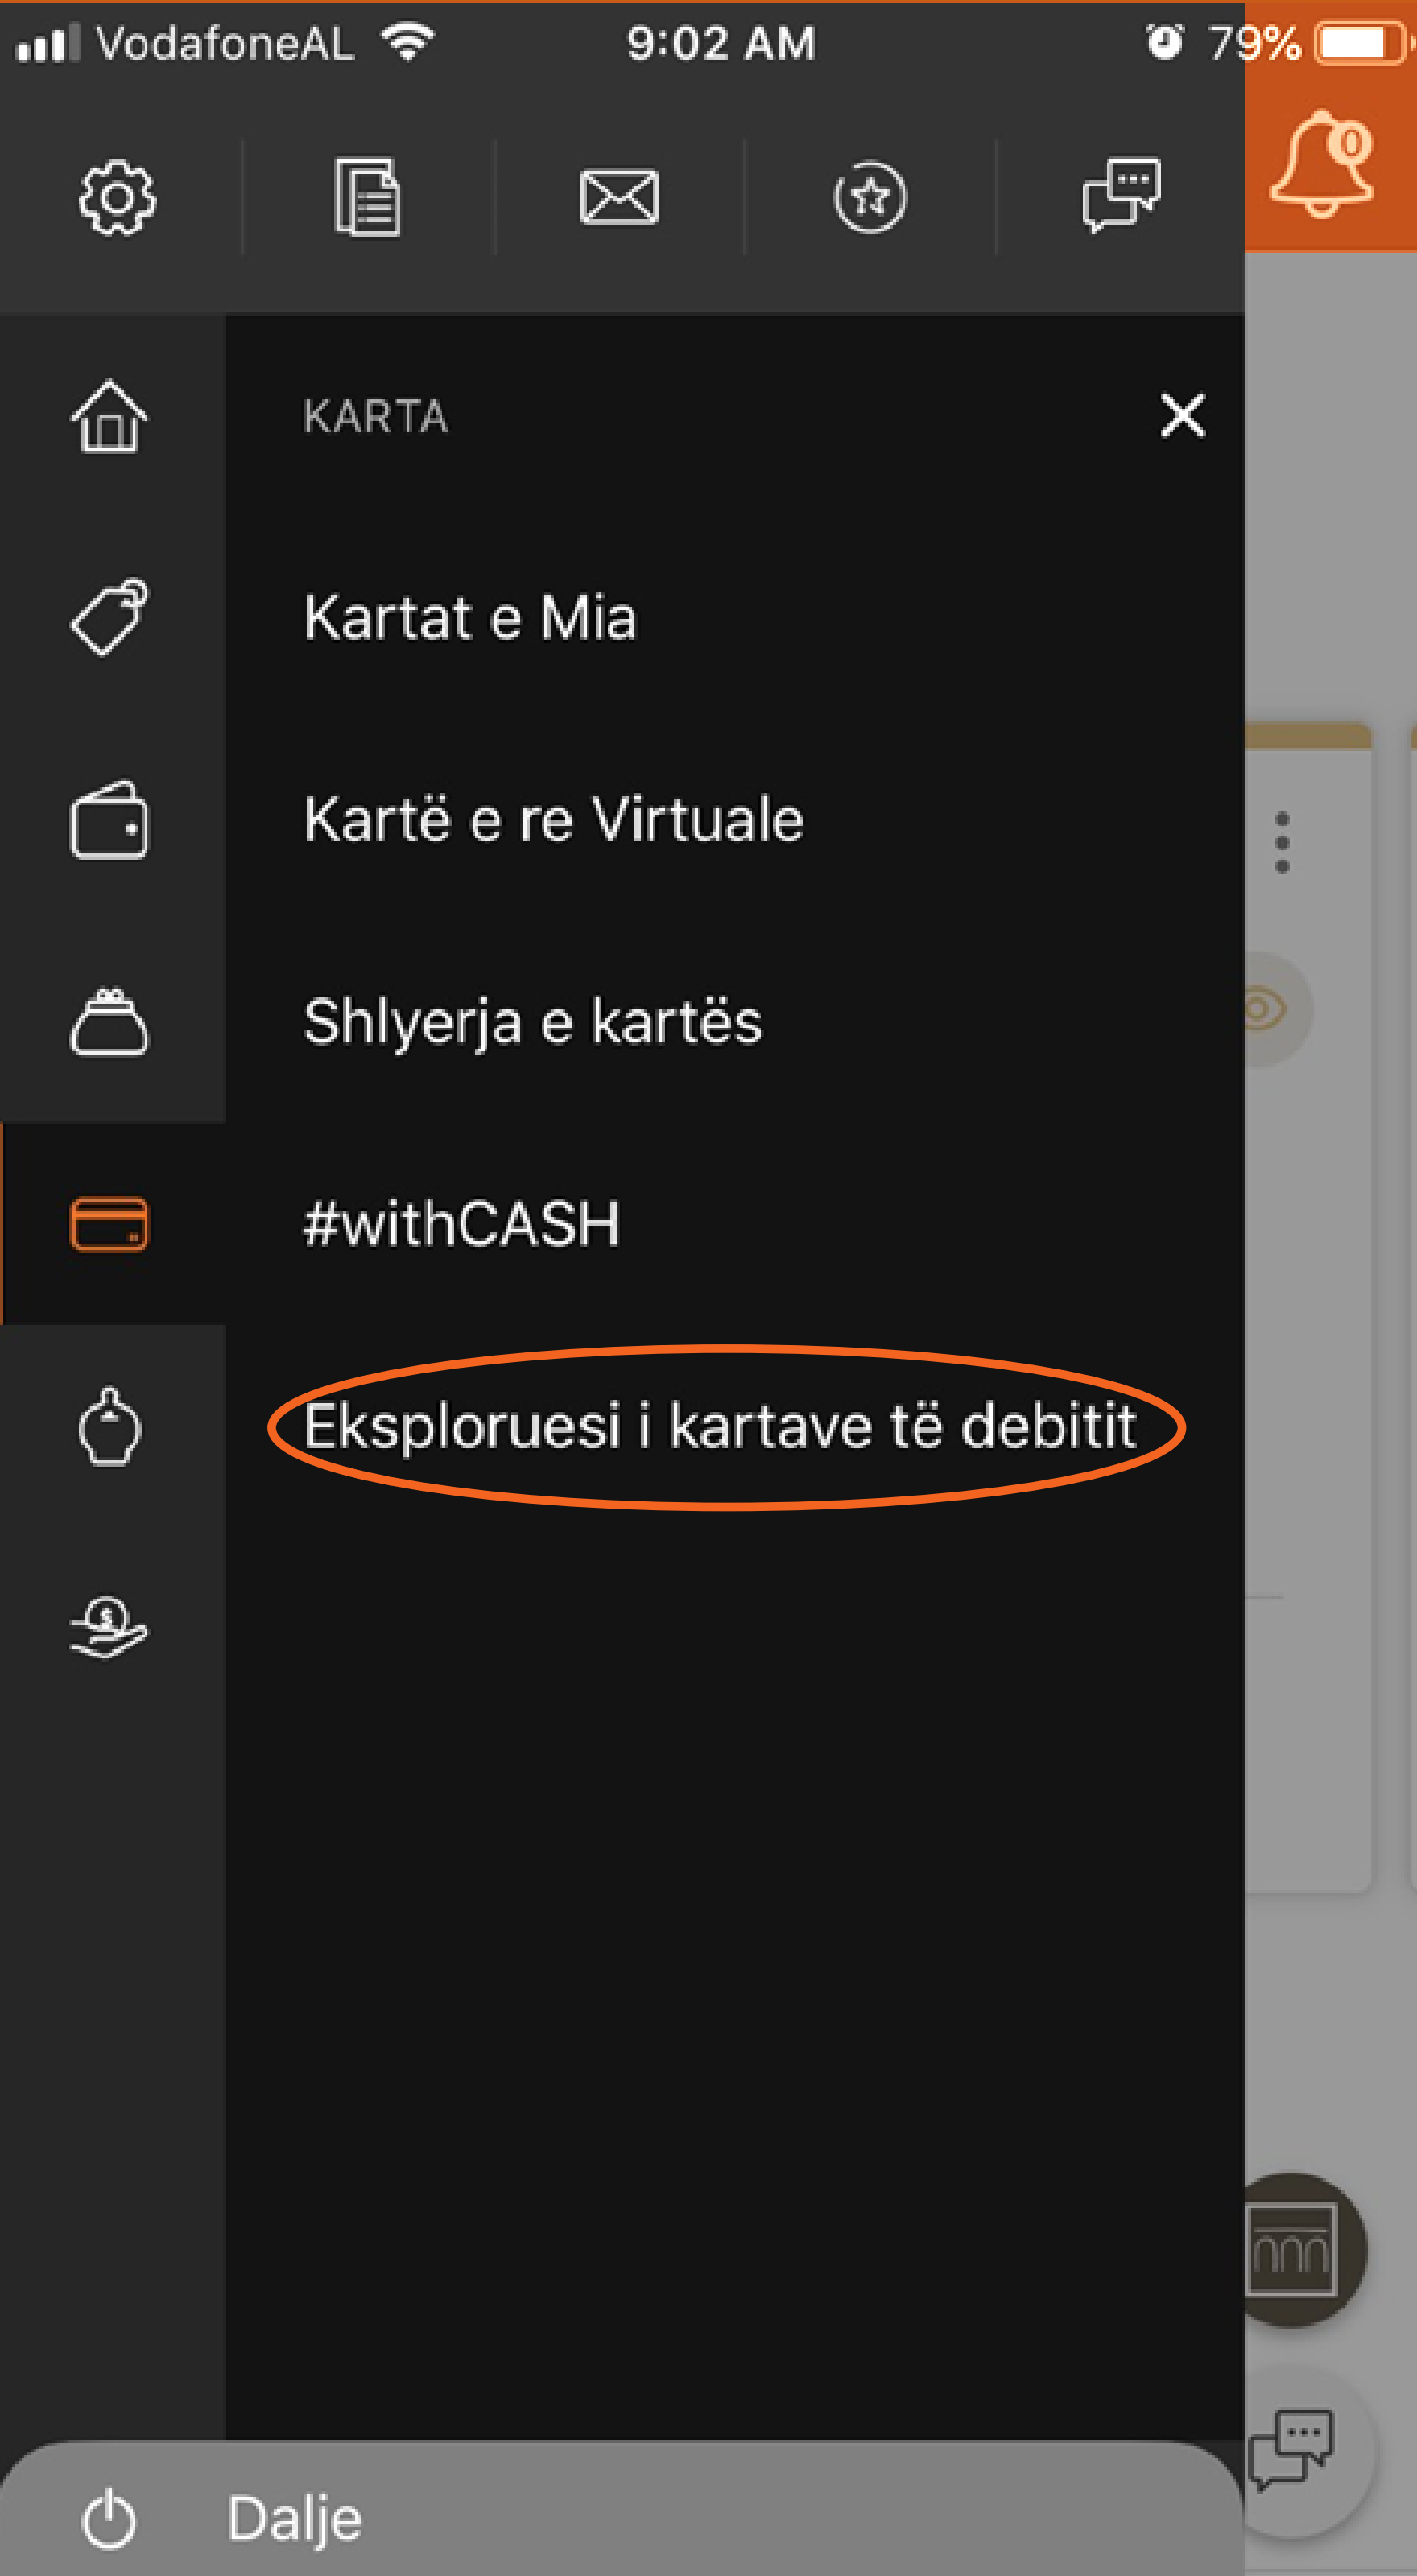 VodafoneAL 9:02 AM 79%
0
KARTA
Kartat e Mia
Kartë e re Virtuale
Shlyerja e kartës
#withCASH
Eksploruesi i kartave të debitit
$
Dalje